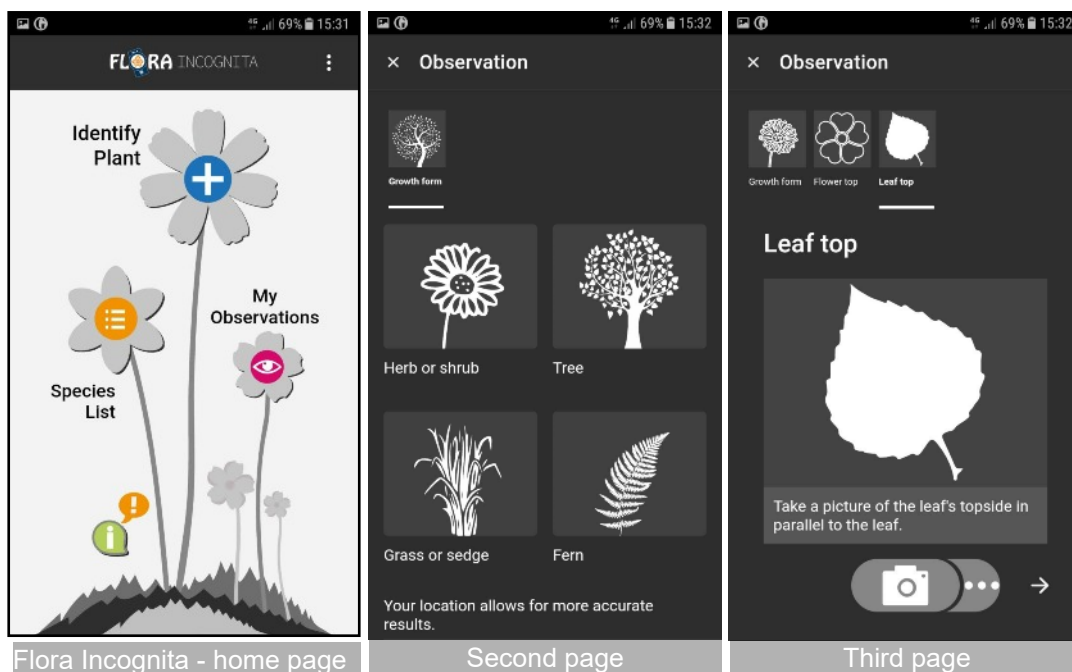 4G 69% 15:31
FLORA INCOGNITA
Identify
Plant
My
Observations
Species
List
Flora Incognita - home page
4G 69% 15:32
× Observation
Growth form
Herb or shrub
Tree
Grass or sedge
Fern
Your location allows for more accurate
results.
Second page
4G 69% 15:32
× Observation
Growth form
Flower top
Leaf top
Leaf top
Take a picture of the leaf's topside in
parallel to the leaf.
Third page